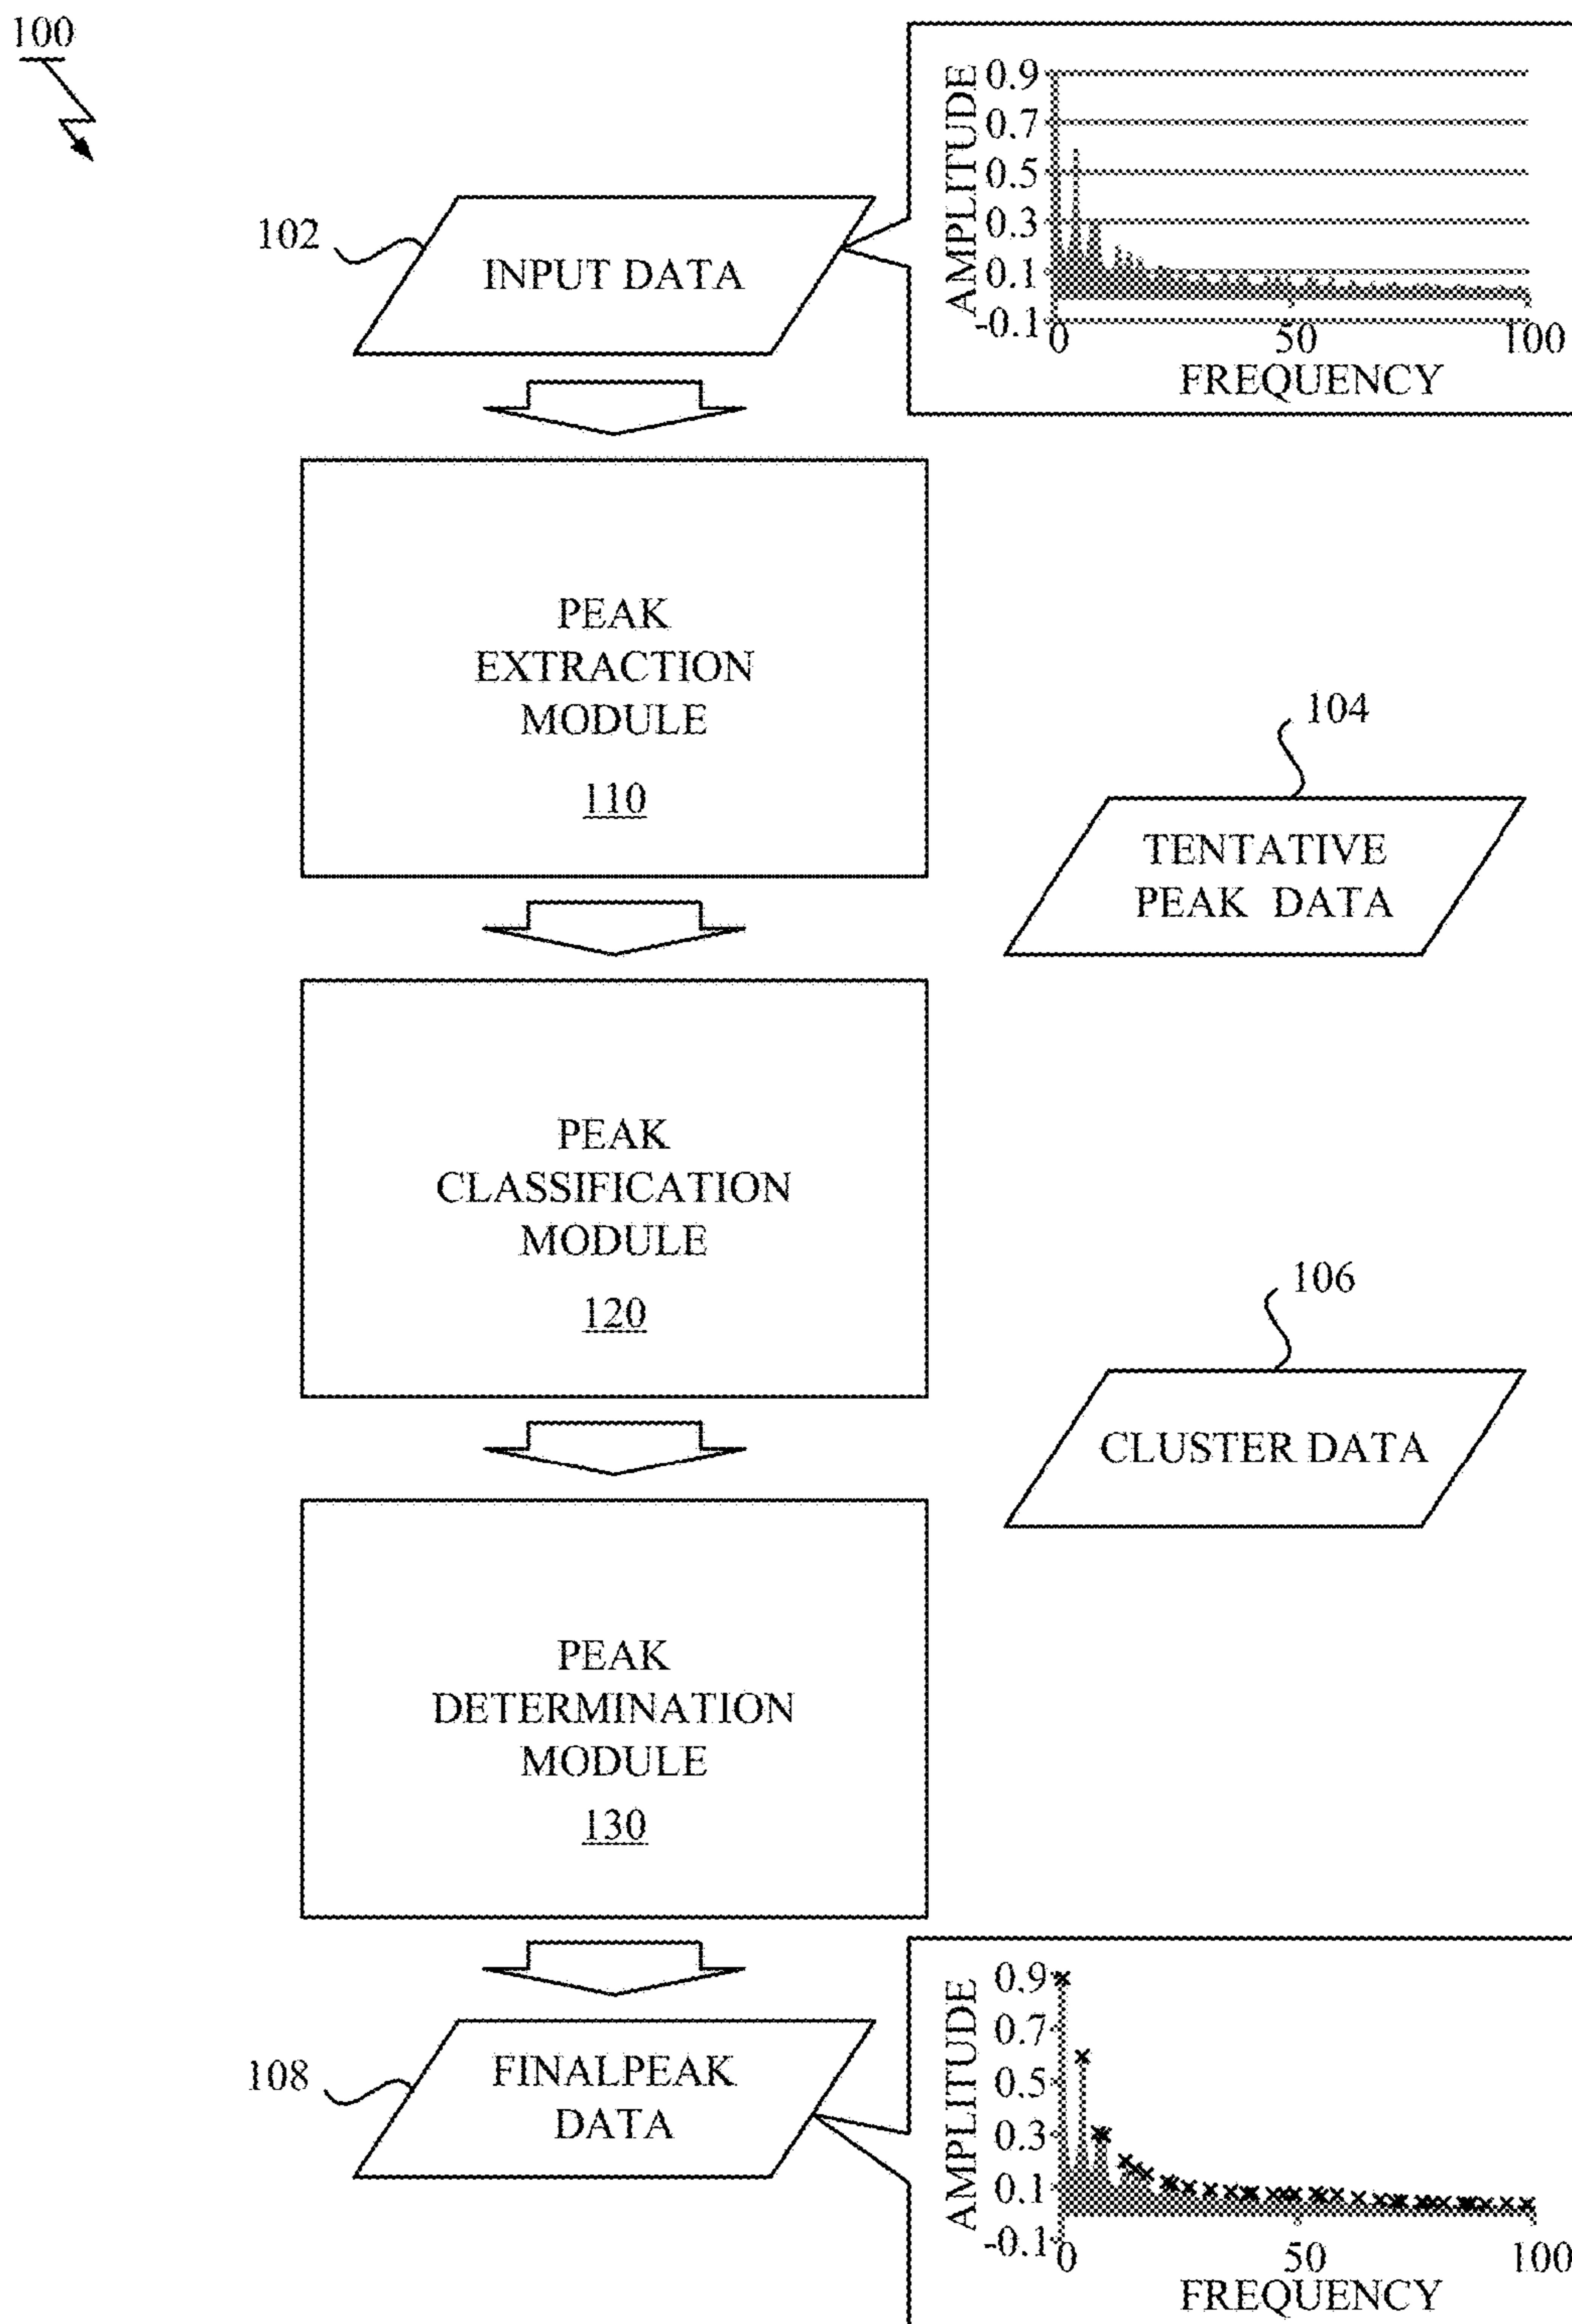 100
AMPLITUDE
0.9
0.7
0.5
0.3
0.1
-0.1
0 50 100
FREQUENCY
102
INPUT DATA
PEAK
EXTRACTION
MODULE
110
104
TENTATIVE
PEAK DATA
PEAK
CLASSIFICATION
MODULE
120
106
CLUSTER DATA
PEAK
DETERMINATION
MODULE
130
108
FINALPEAK
DATA
AMPLITUDE
0.9
0.7
0.5
0.3
0.1
-0.1
0 50 100
FREQUENCY